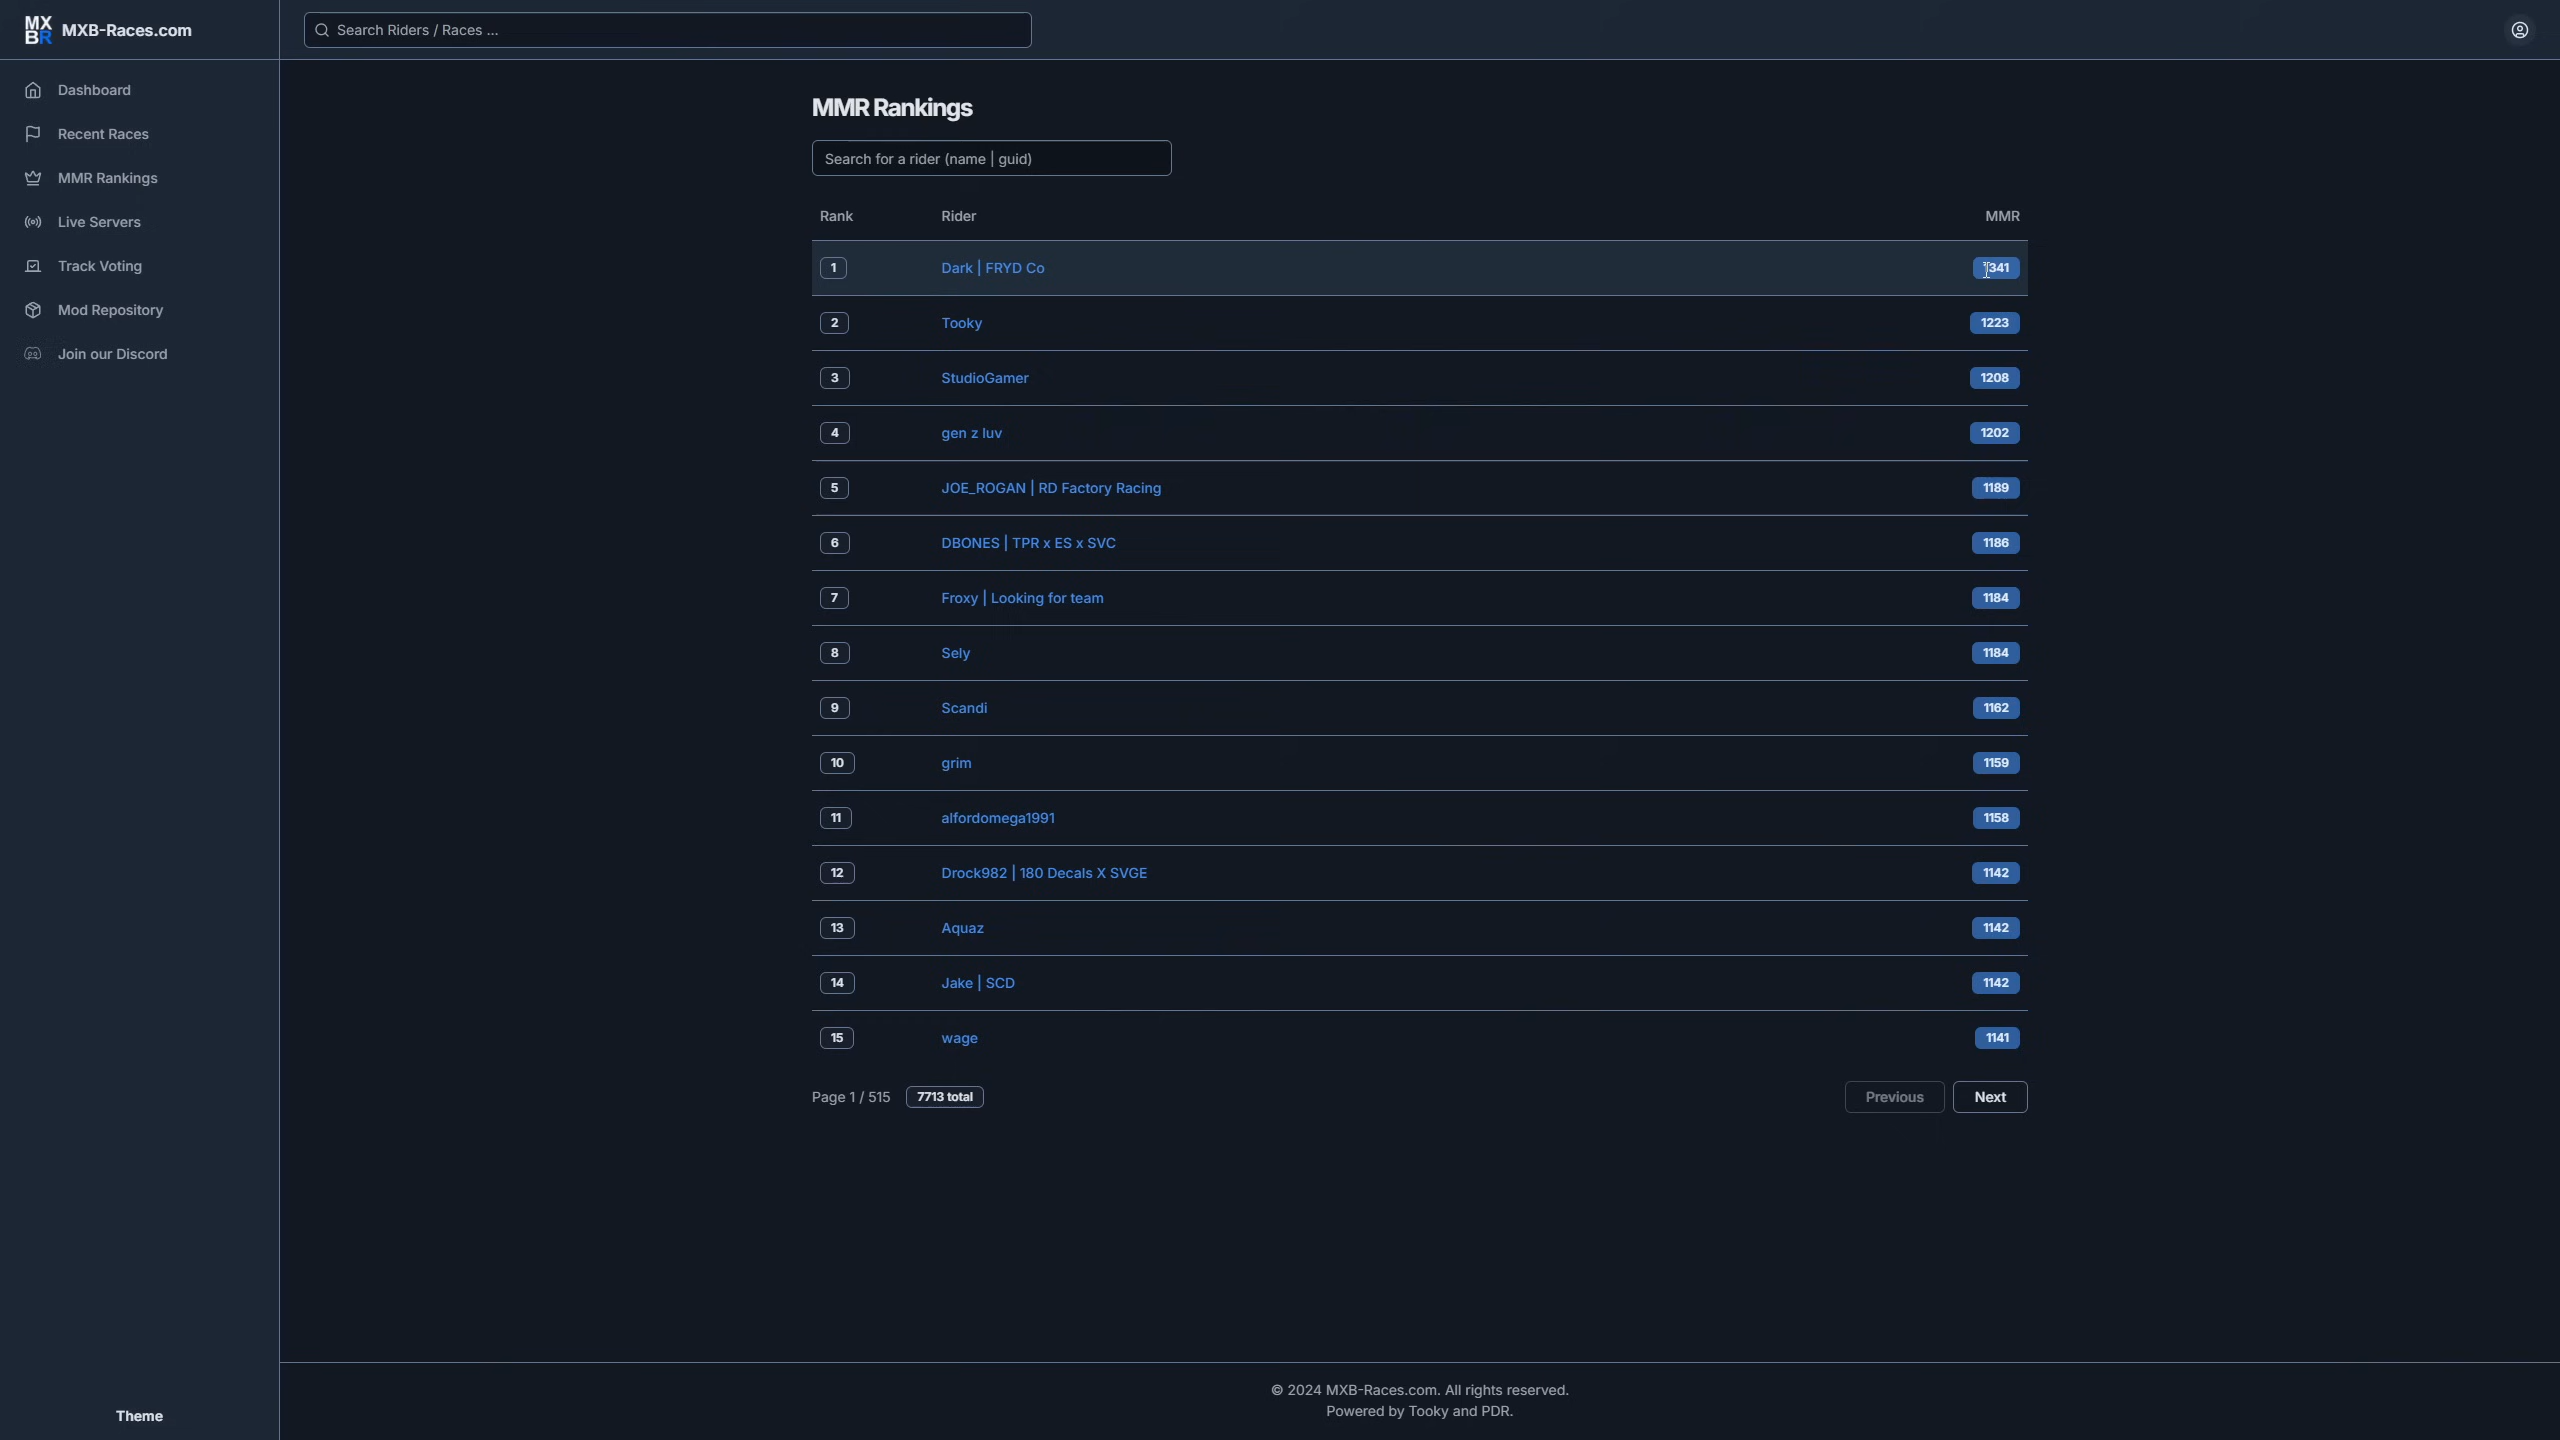 MX
BR
MXB-Races.com
Search Riders / Races ...
Dashboard
Recent Races
MMR Rankings
Live Servers
Track Voting
Mod Repository
Join our Discord
Theme
MMR Rankings
Search for a rider (name | guid)
Rank Rider MMR
1 Dark | FRYD Co 1341
2 Tooky 1223
3 StudioGamer 1208
4 gen z luv 1202
5 JOE_ROGAN | RD Factory Racing 1189
6 DBONES | TPR x ES x SVC 1186
7 Froxy | Looking for team 1184
8 Sely 1184
9 Scandi 1162
10 grim 1159
11 alfordomega1991 1158
12 Drock982 | 180 Decals X SVGE 1142
13 Aquaz 1142
14 Jake | SCD 1142
15 wage 1141
Page 1 / 515 7713 total Previous Next
© 2024 MXB-Races.com. All rights reserved.
Powered by Tooky and PDR.